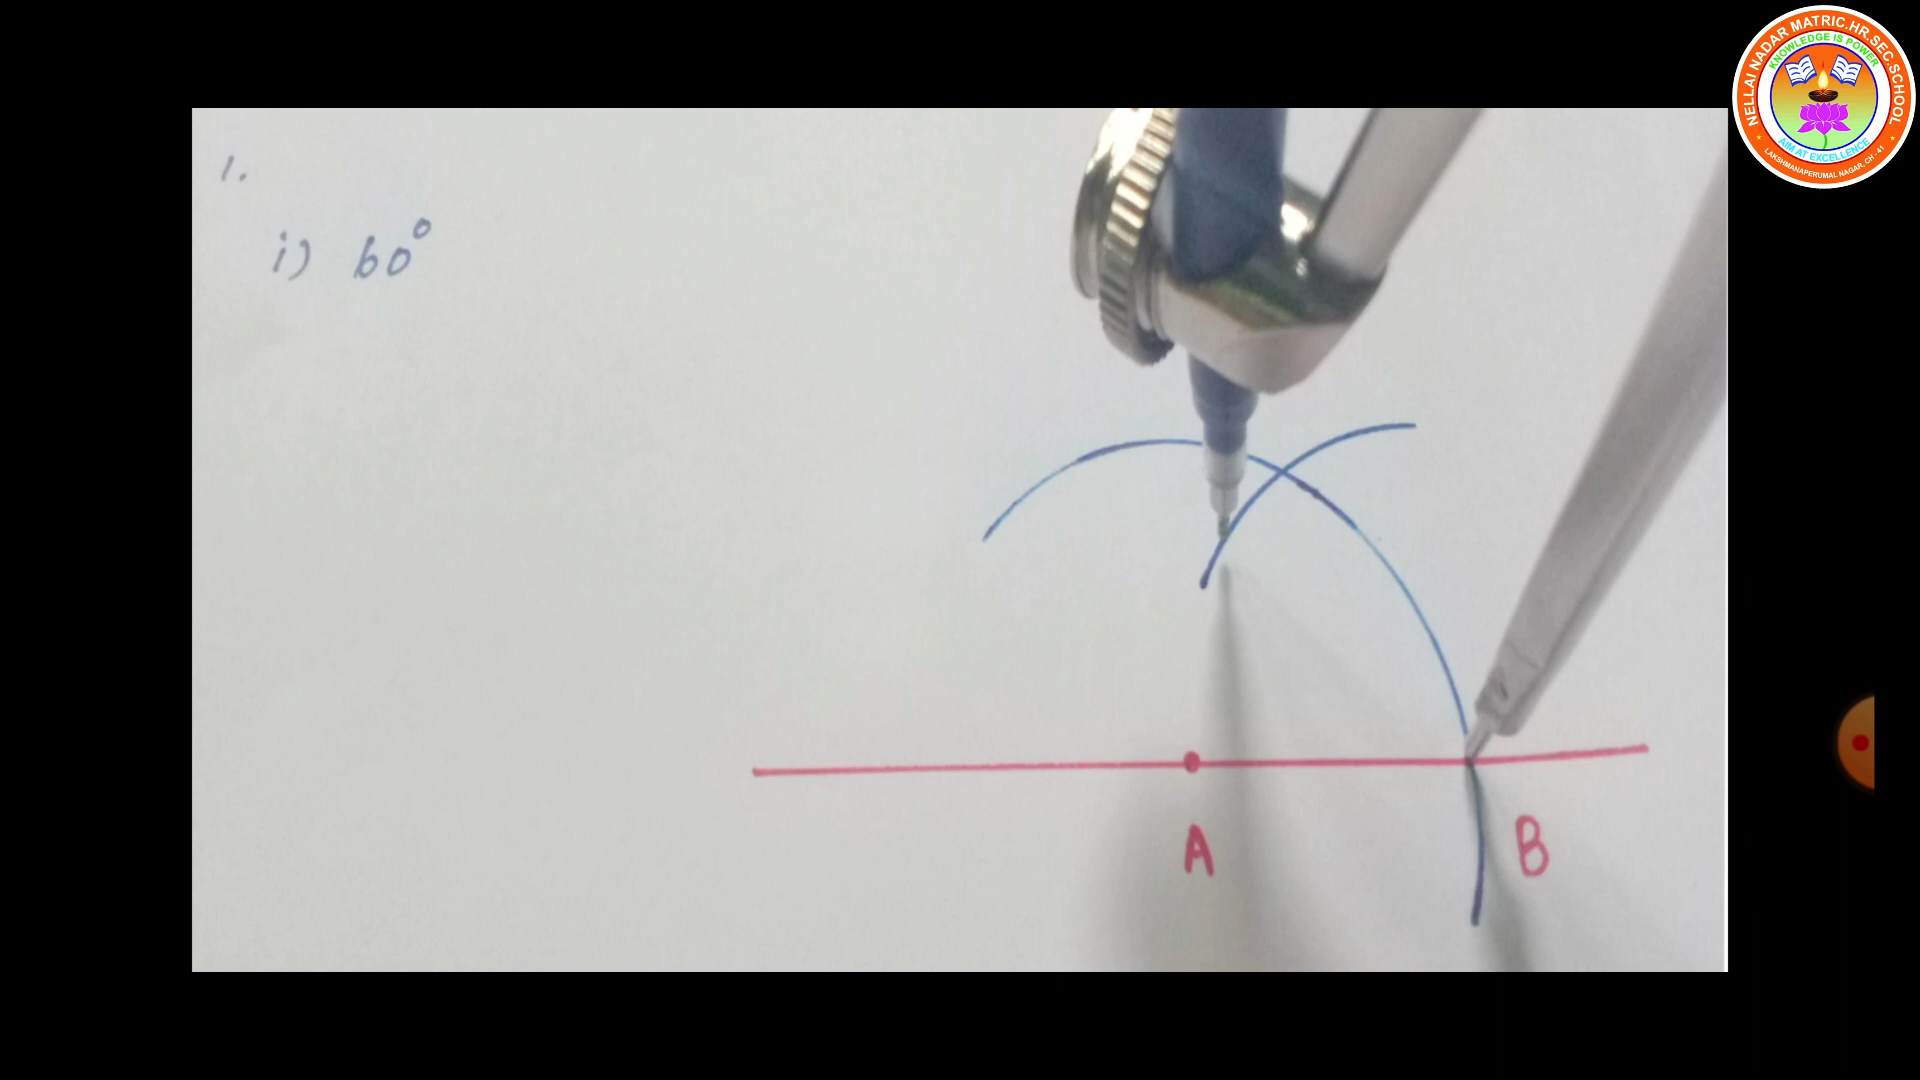 1.
i) 60°
A
B
NELLAI NADAR MATRIC.HR.SEC.SCHOOL
KNOWLEDGE IS POWER
AIM AT EXCELLENCE
LAKSHMANAPERUMAL NAGAR, CH - 41